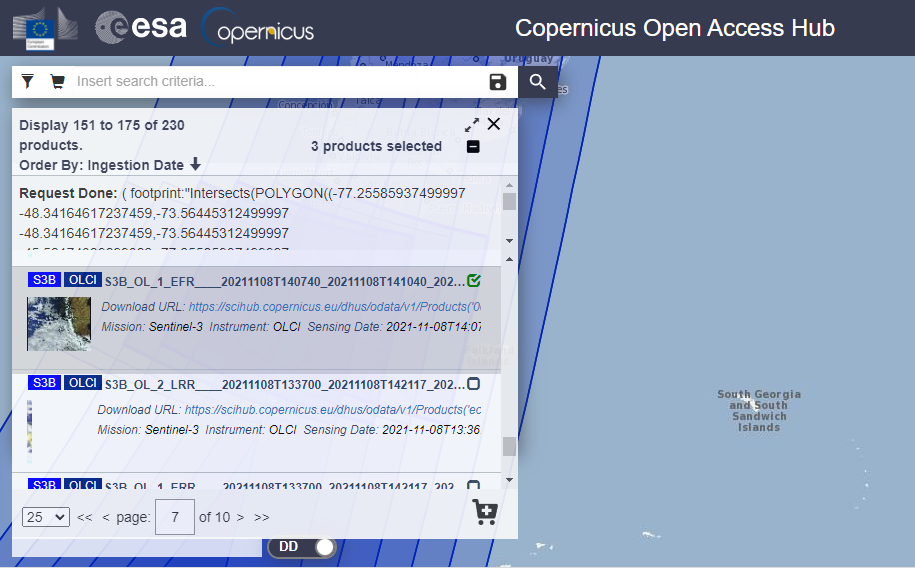 European
Commission
esa
opernicus
Copernicus Open Access Hub
Mendoza
Uruguay
Insert search criteria...
es
Concepción
Talca
Display 151 to 175 of 230
products.
3 products selected
Order By: Ingestion Date
Request Done: ( footprint:"Intersects(POLYGON((-77.25585937499997
-48.34164617237459,-73.56445312499997
-48.34164617237459,-73.56445312499997
S3B OLCI S3B_OL_1_EFR____20211108T140740_20211108T141040_202...
Download URL: https://scihub.copernicus.eu/dhus/odata/v1/Products('0
Mission: Sentinel-3 Instrument: OLCI Sensing Date: 2021-11-08T14:07
S3B OLCI S3B_OL_2_LRR____20211108T133700_20211108T142117_202...
Download URL: https://scihub.copernicus.eu/dhus/odata/v1/Products('ec
Mission: Sentinel-3 Instrument: OLCI Sensing Date: 2021-11-08T13:36
S3B OLCI S3B_OL_1_ERR____20211108T133700_20211108T142117_202...
25 << < page: 7 of 10 > >>
DD
South Georgia
and South
Sandwich
Islands